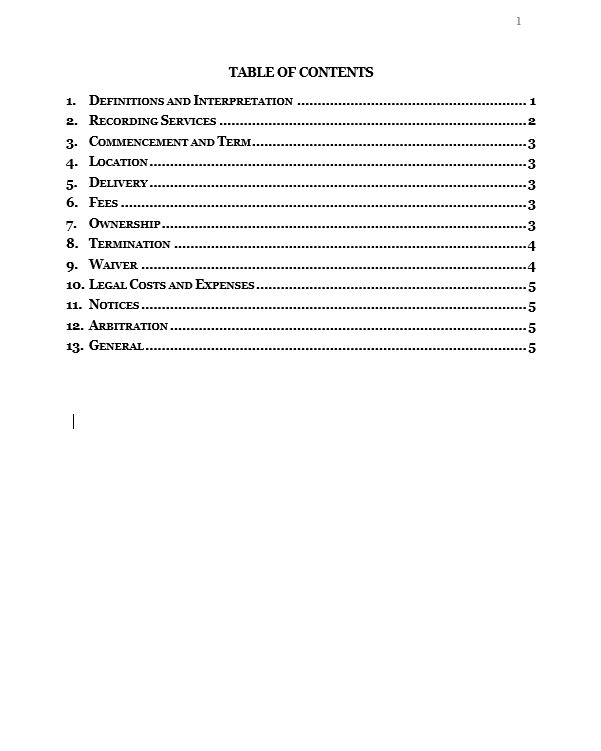 1
TABLE OF CONTENTS
1. DEFINITIONS AND INTERPRETATION ........................................................ 1
2. RECORDING SERVICES ........................................................................... 2
3. COMMENCEMENT AND TERM................................................................... 3
4. LOCATION............................................................................................ 3
5. DELIVERY............................................................................................ 3
6. FEES ................................................................................................... 3
7. OWNERSHIP......................................................................................... 3
8. TERMINATION ...................................................................................... 4
9. WAIVER .............................................................................................. 4
10. LEGAL COSTS AND EXPENSES.................................................................. 5
11. NOTICES.............................................................................................. 5
12. ARBITRATION....................................................................................... 5
13. GENERAL............................................................................................. 5